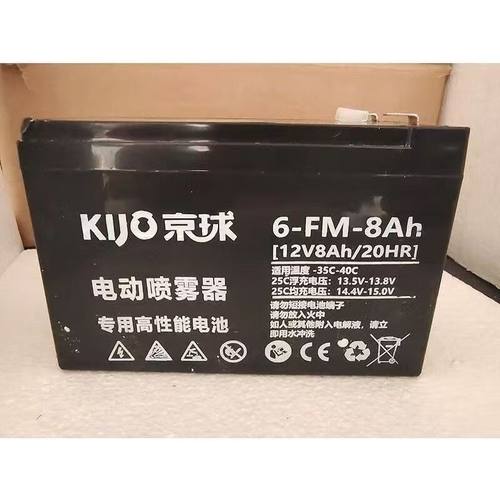 KIJO 京球
电动喷雾器
专用高性能电池
6-FM-8Ah
[12V8Ah/20HR]
适用温度 -35C-40C
25C浮充电压：13.5V-13.8V
25C均充电压：14.4V-15.0V
请勿短接电池端子
请勿放入火中
如人或其他附入电解液，请立
即用水冲洗